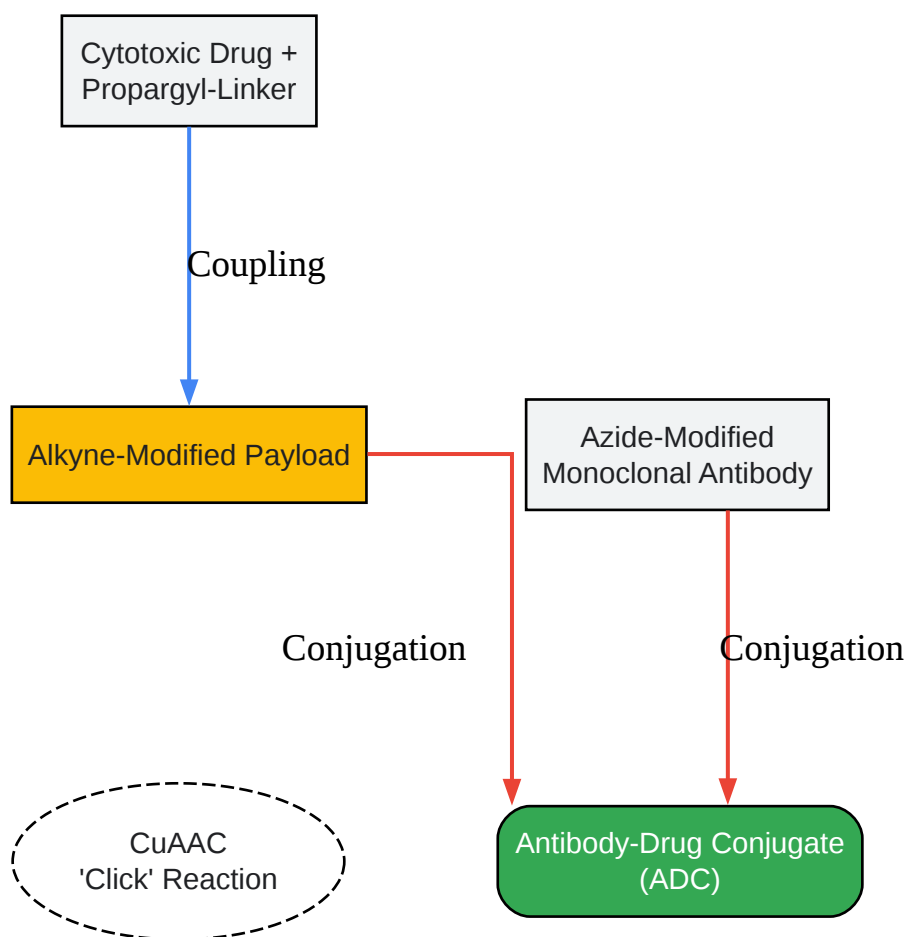 Cytotoxic Drug +
Propargyl-Linker
Coupling
Alkyne-Modified Payload
Azide-Modified
Monoclonal Antibody
Conjugation
Conjugation
CuAAC
'Click' Reaction
Antibody-Drug Conjugate
(ADC)